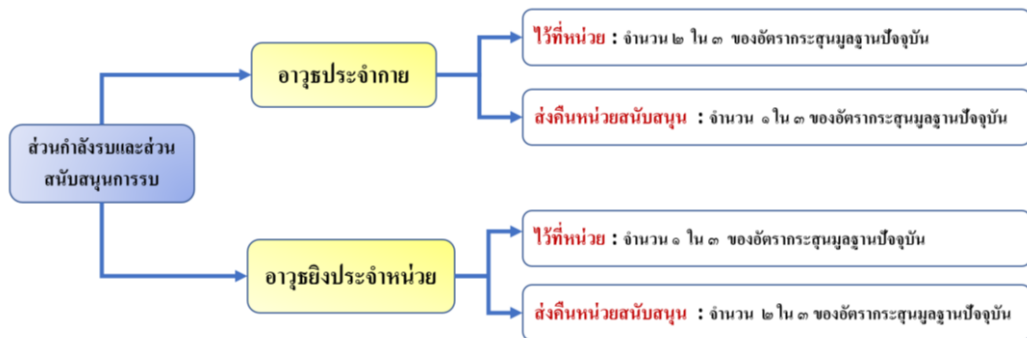 ส่วนกำลังรบและส่วน
สนับสนุนการรบ
อาวุธประจำกาย
ไว้ที่หน่วย : จำนวน ๒ ใน ๓ ของอัตรากระสุนมูลฐานปัจจุบัน
ส่งคืนหน่วยสนับสนุน : จำนวน ๑ ใน ๓ ของอัตรากระสุนมูลฐานปัจจุบัน
อาวุธยิงประจำหน่วย
ไว้ที่หน่วย : จำนวน ๑ ใน ๓ ของอัตรากระสุนมูลฐานปัจจุบัน
ส่งคืนหน่วยสนับสนุน : จำนวน ๒ ใน ๓ ของอัตรากระสุนมูลฐานปัจจุบัน